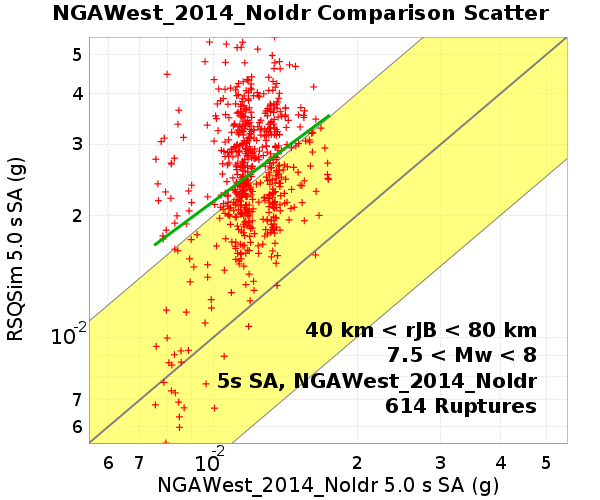 NGAWest_2014_NoIdr Comparison Scatter
5
4
3
2
10-2
7
6
RSQSim 5.0 s SA (g)
40 km < rJB < 80 km
7.5 < Mw < 8
5s SA, NGAWest_2014_NoIdr
614 Ruptures
6 7 10-2 2 3 4 5
NGAWest_2014_NoIdr 5.0 s SA (g)